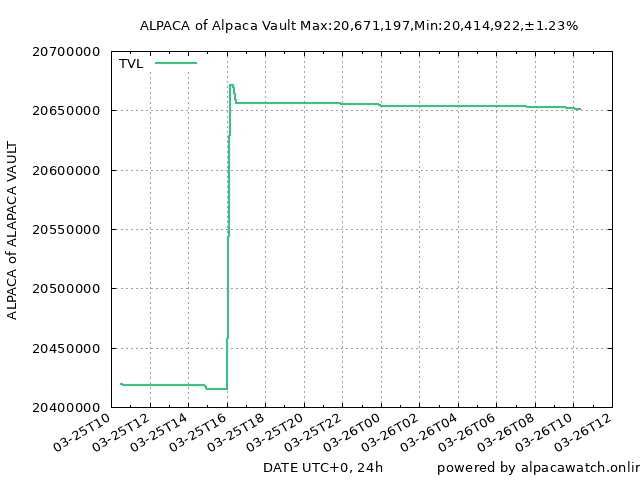 ALPACA of Alpaca Vault Max:20,671,197,Min:20,414,922,±1.23%
TVL
20700000
20650000
20600000
20550000
20500000
20450000
20400000
ALPACA of ALAPACA VAULT
03-25T10
03-25T12
03-25T14
03-25T16
03-25T18
03-25T20
03-25T22
03-26T00
03-26T02
03-26T04
03-26T06
03-26T08
03-26T10
03-26T12
DATE UTC+0, 24h
powered by alpacawatch.onlin